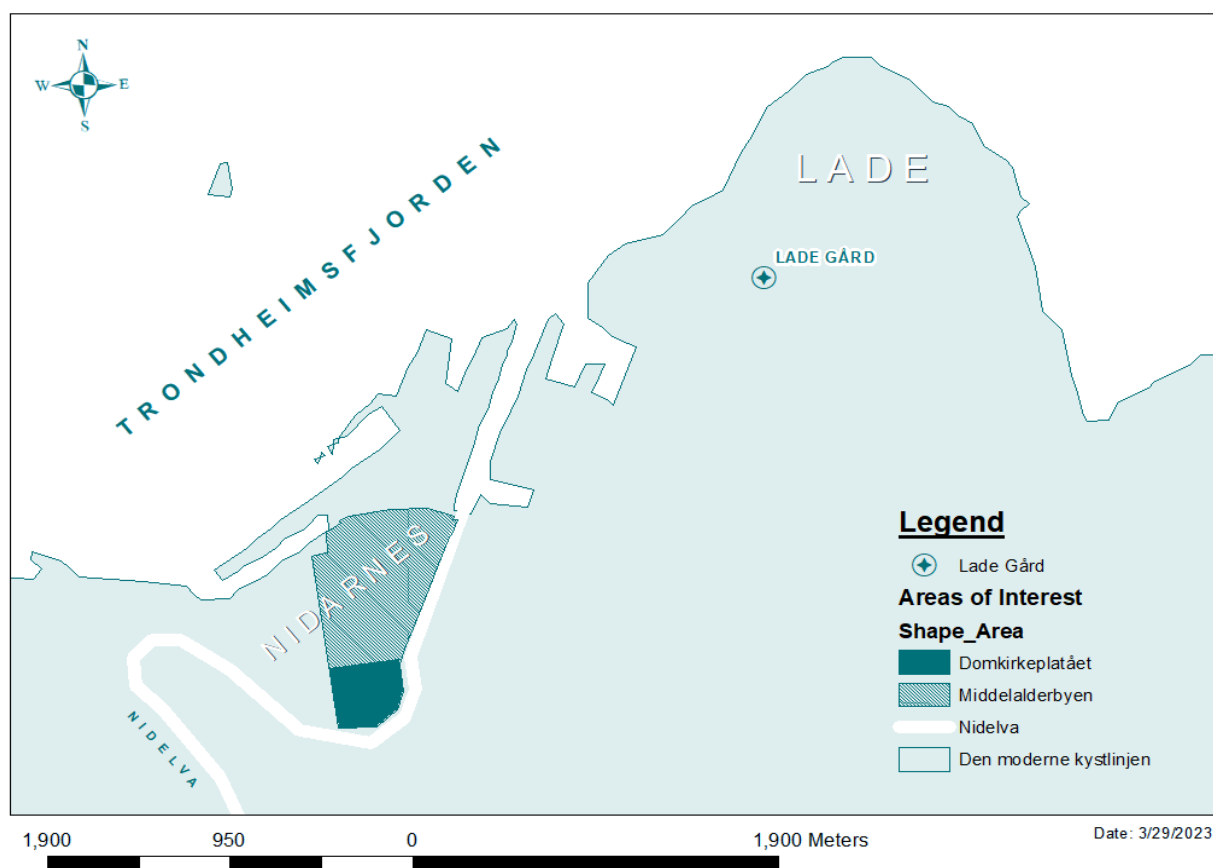 N
W E
S
TRONDHEIMSFJORDEN
LADE
LADE GÅRD
NIDARNES
NIDELVA
Legend
Lade Gård
Areas of Interest
Shape_Area
Domkirkeplatået
Middelalderbyen
Nidelva
Den moderne kystlinjen
1,900 950 0 1,900 Meters
Date: 3/29/2023